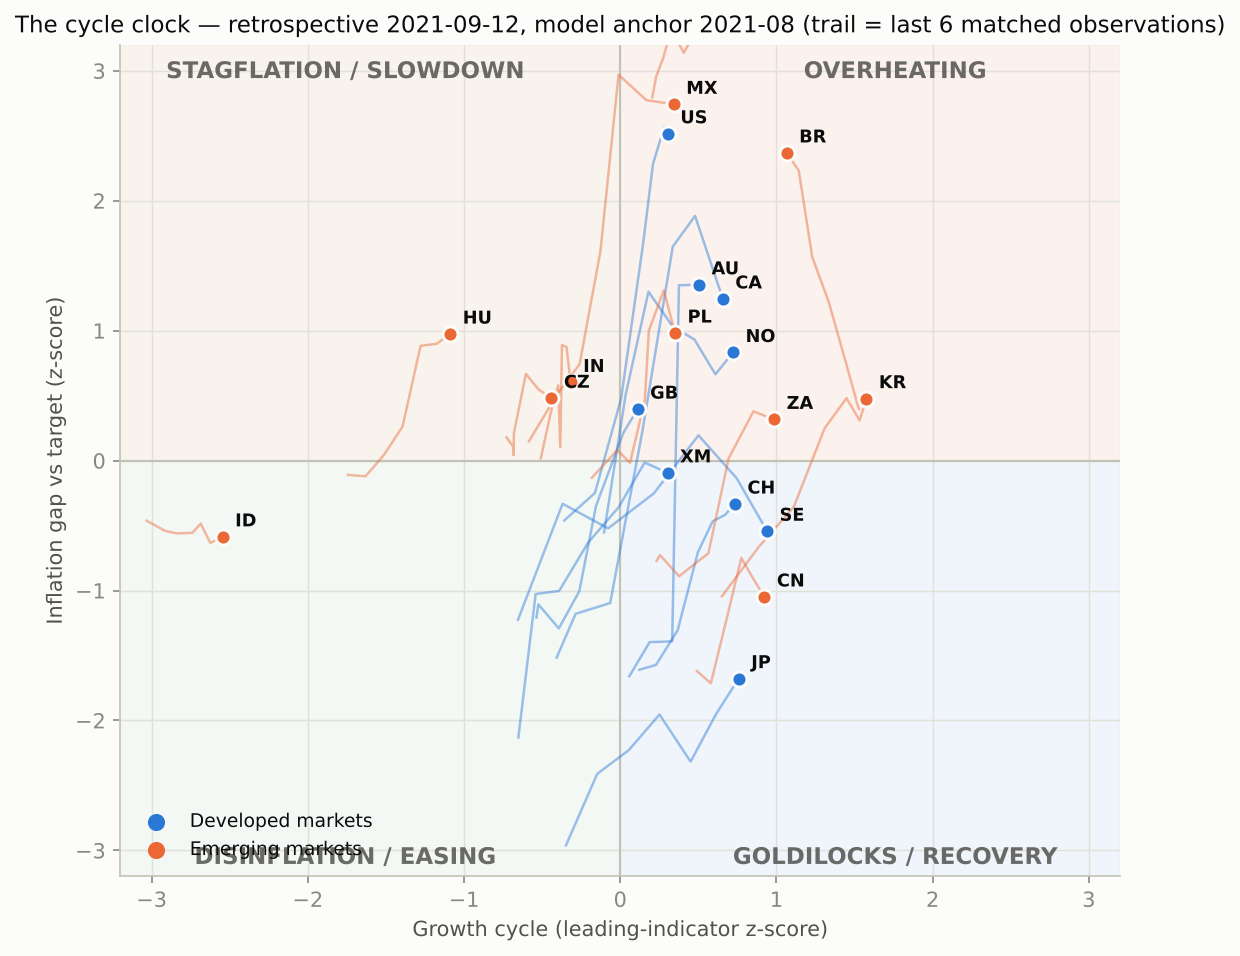 The cycle clock — retrospective 2021-09-12, model anchor 2021-08 (trail = last 6 matched observations)
STAGFLATION / SLOWDOWN
OVERHEATING
MX
US
BR
AU
CA
PL
HU
NO
IN
CZ
KR
GB
ZA
XM
CH
SE
ID
CN
JP
Developed markets
Emerging markets
DISINFLATION / EASING
GOLDILOCKS / RECOVERY
3
2
1
0
−1
−2
−3
−3
−2
−1
0
1
2
3
Inflation gap vs target (z-score)
Growth cycle (leading-indicator z-score)